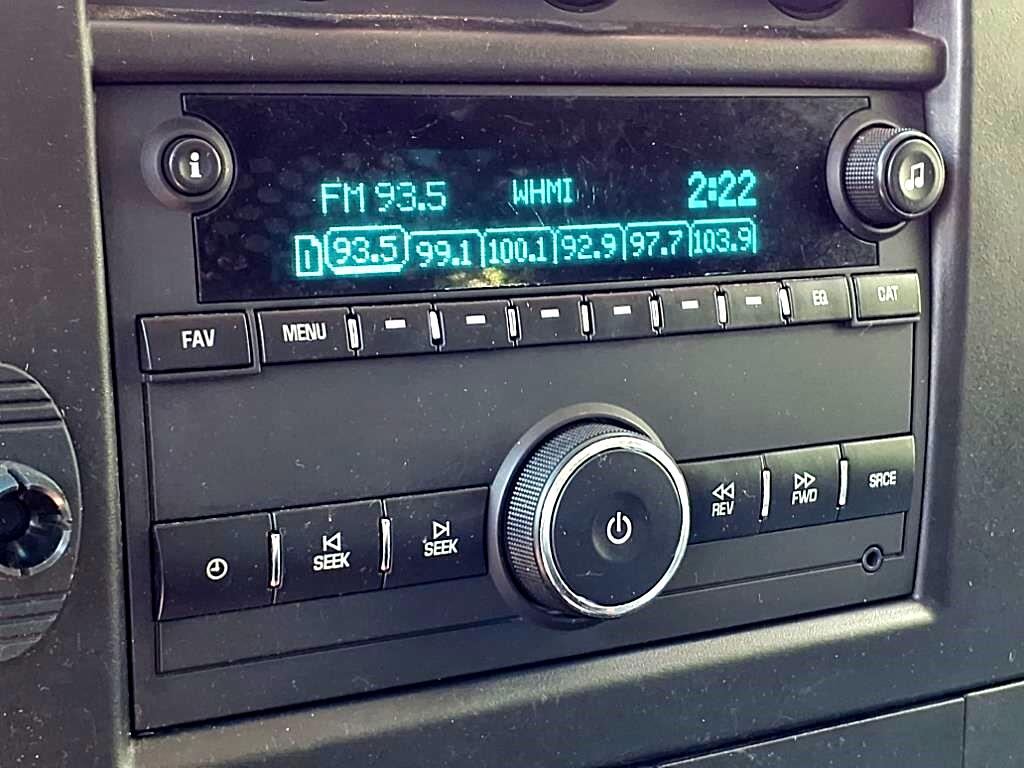 i
FM 93.5 WHMI 2:22
1 93.5 99.1 100.1 92.9 97.7 103.9
FAV MENU EQ CAT
SEEK SEEK REV FWD SRCE